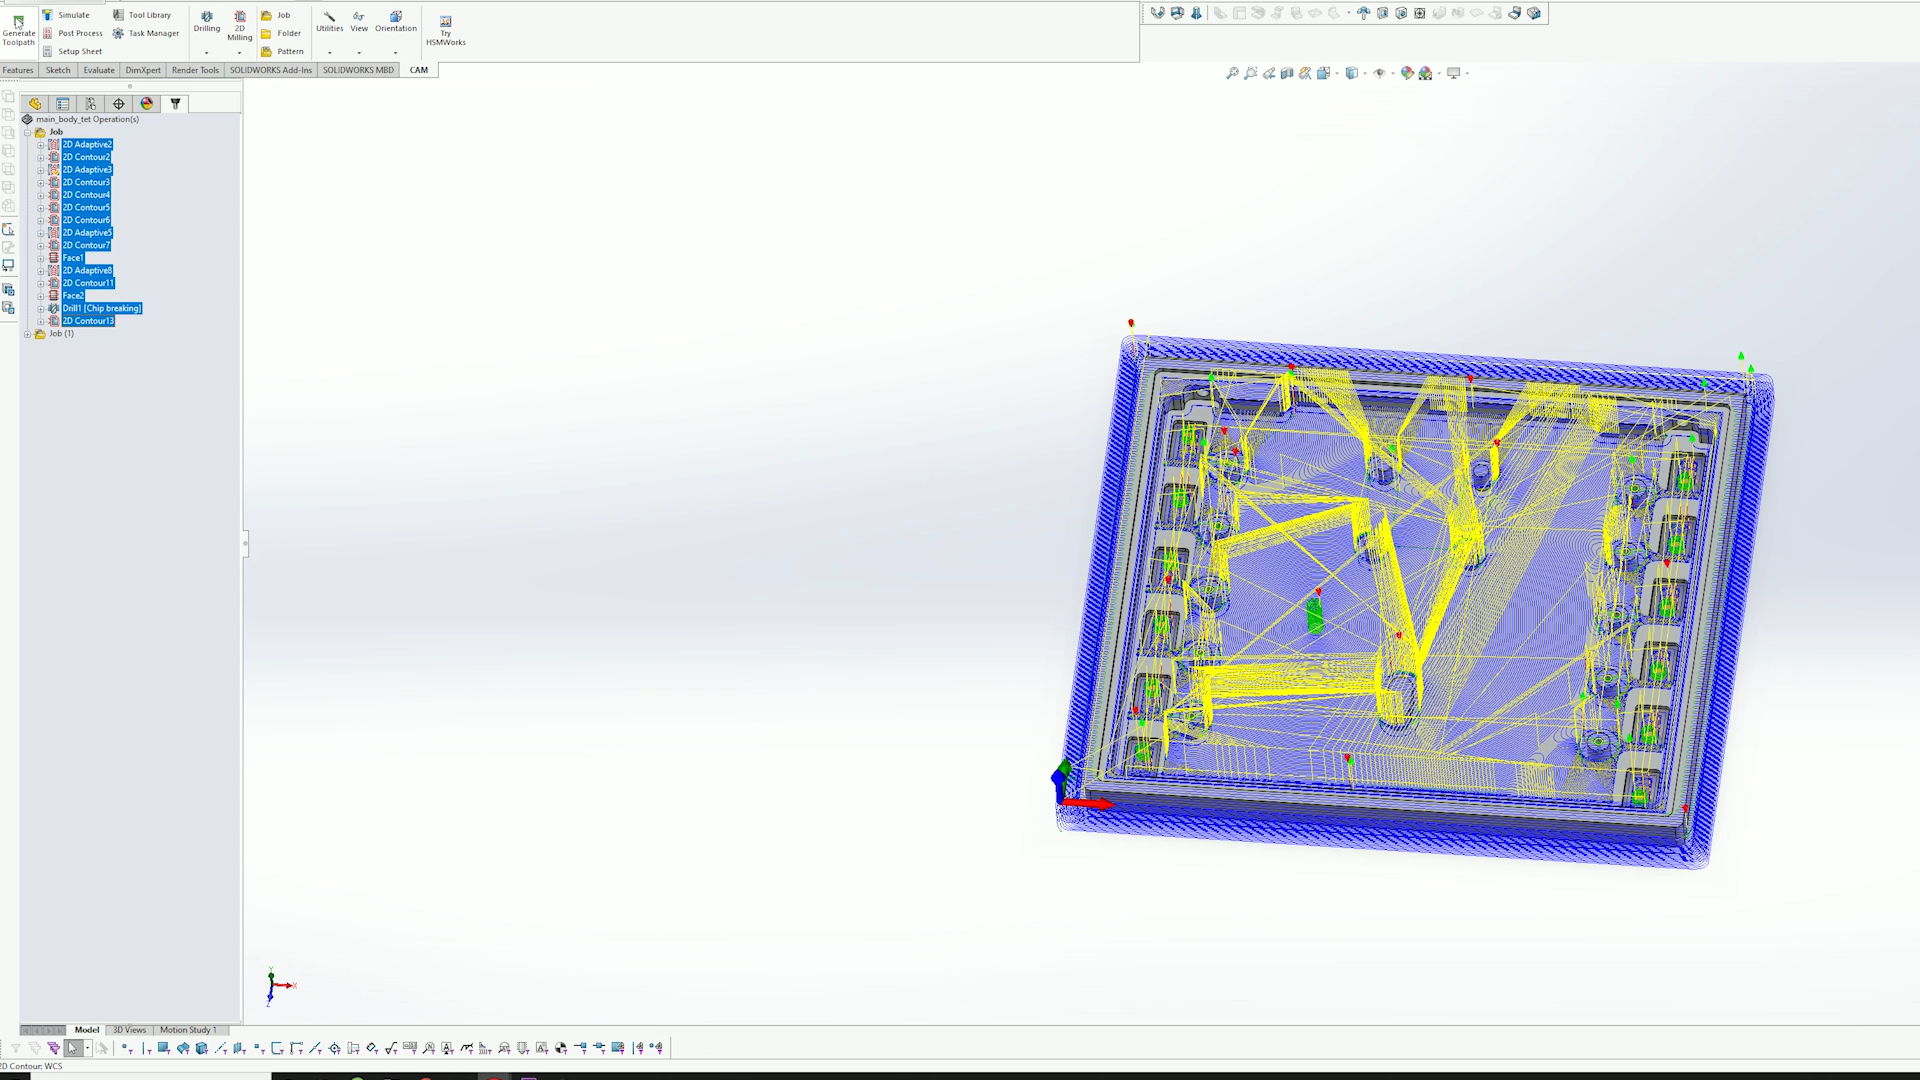 Generate
Toolpath
Simulate
Post Process
Setup Sheet
Tool Library
Task Manager
Drilling
2D
Milling
Job
Folder
Pattern
Utilities
View
Orientation
Try
HSMWorks
Features
Sketch
Evaluate
DimXpert
Render Tools
SOLIDWORKS Add-Ins
SOLIDWORKS MBD
CAM
main_body_tet Operation(s)
Job
2D Adaptive2
2D Contour2
2D Adaptive3
2D Contour3
2D Contour4
2D Contour5
2D Contour6
2D Adaptive5
2D Contour7
Face1
2D Adaptive8
2D Contour11
Face2
Drill1 [Chip breaking]
2D Contour13
Job (1)
Y
X
Z
Model
3D Views
Motion Study 1
2D Contour: WCS